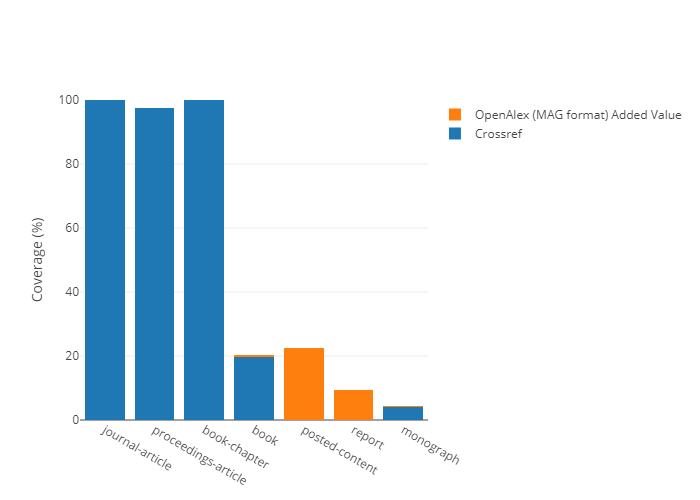 OpenAlex (MAG format) Added Value
Crossref
Coverage (%)
100
80
60
40
20
0
journal-article
proceedings-article
book-chapter
book
posted-content
report
monograph